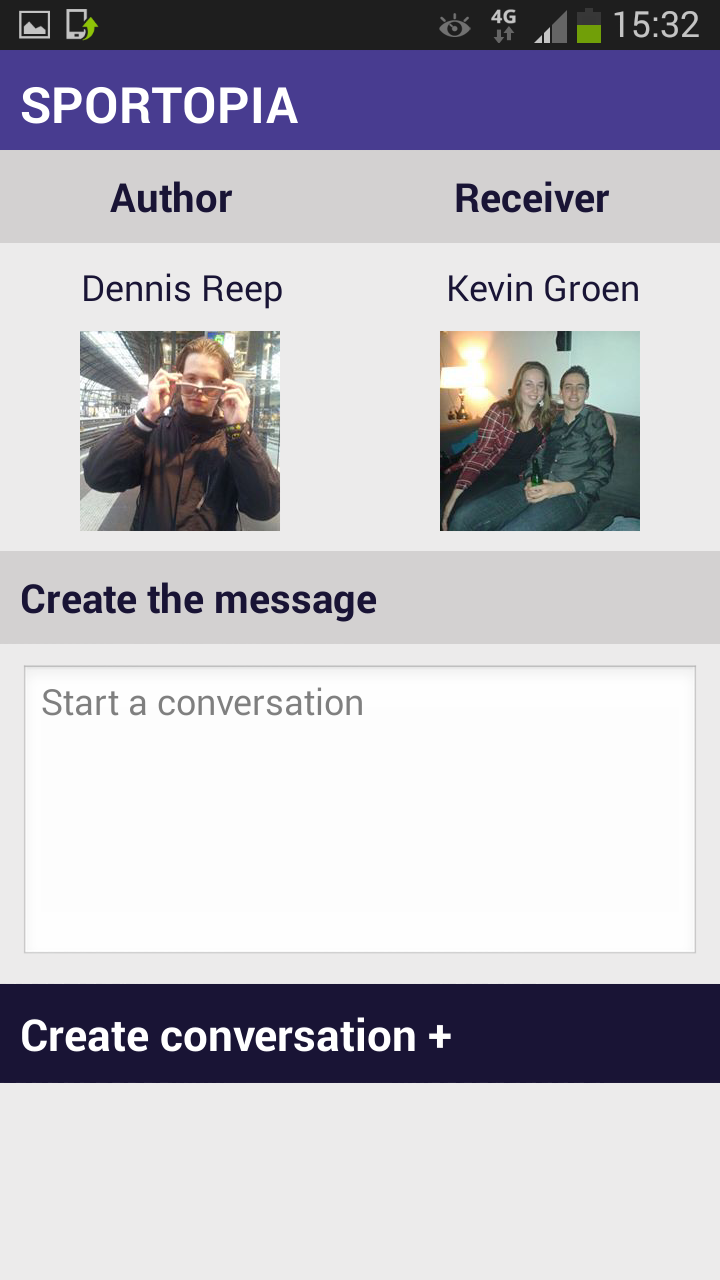 4G 15:32
SPORTOPIA
Author Receiver
Dennis Reep Kevin Groen
Create the message
Start a conversation
Create conversation +